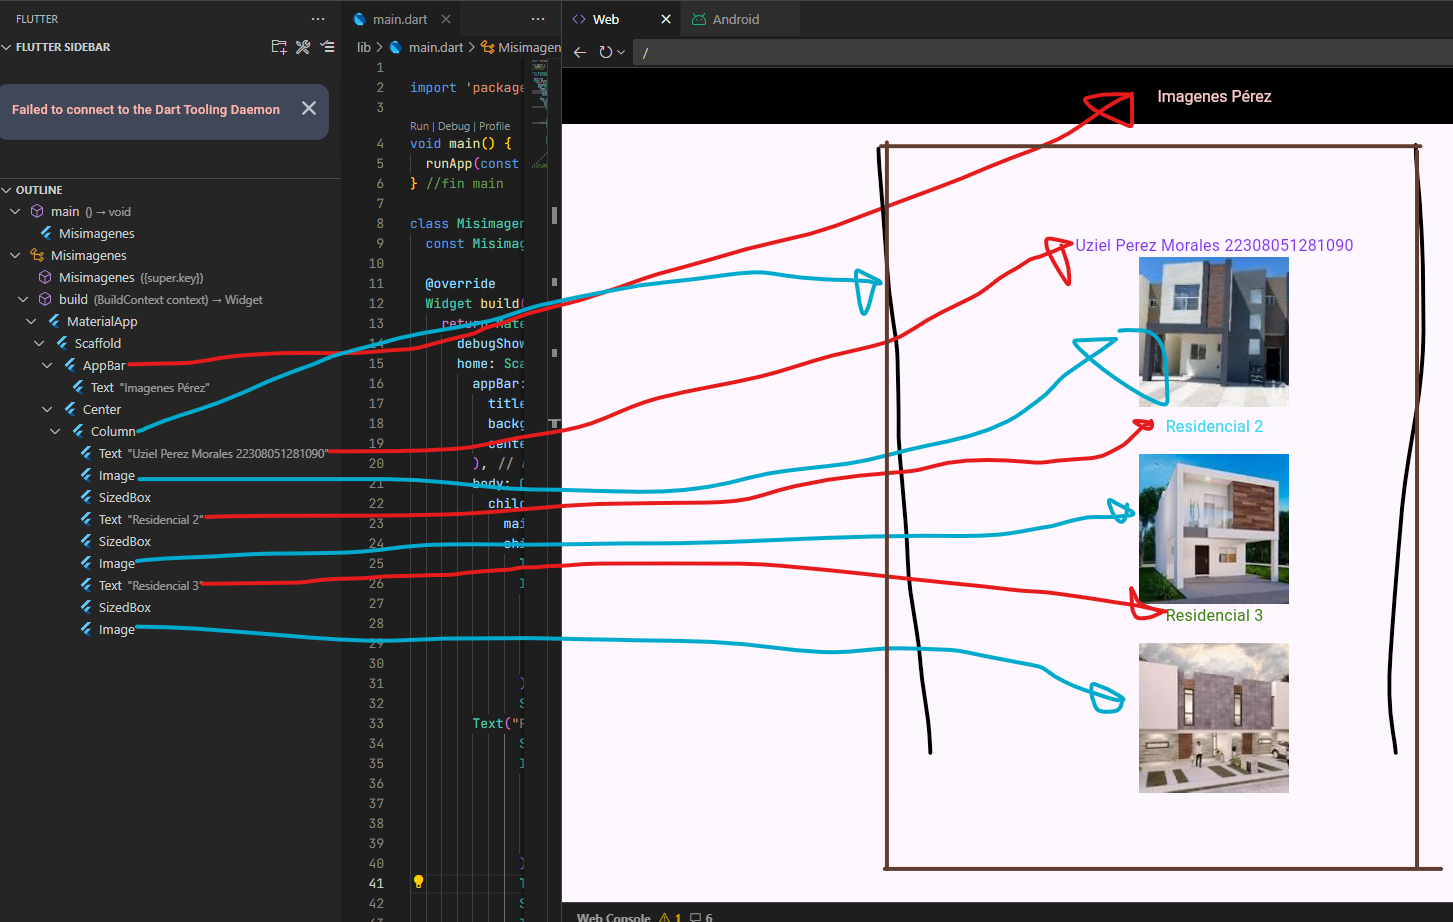 FLUTTER
FLUTTER SIDEBAR
Failed to connect to the Dart Tooling Daemon
OUTLINE
main () → void
Misimagenes
Misimagenes
Misimagenes ({super.key})
build (BuildContext context) → Widget
MaterialApp
Scaffold
AppBar
Text "Imagenes Pérez"
Center
Column
Text "Uziel Perez Morales 22308051281090"
Image
SizedBox
Text "Residencial 2"
SizedBox
Image
Text "Residencial 3"
SizedBox
Image
main.dart
lib > main.dart > Misimagen
1
2 import 'package
3
Run | Debug | Profile
4 void main() {
5 runApp(const
6 } //fin main
7
8 class Misimagen
9 const Misimag
10
11 @override
12 Widget build(
13 return Mate
14 debugShow
15 home: Sca
16 appBar:
17 title
18 backg
19 cente
20 ), //
21 body: C
22 child
23 mai
24 chi
25 T
26 I
27
28
29
30
31 )
32 S
33 Text("R
34 S
35 I
36
37
38
39
40 )
41 T
42 S
43
Web
Android
/
Imagenes Pérez
Uziel Perez Morales 22308051281090
Residencial 2
Residencial 3
Web Console 1 6